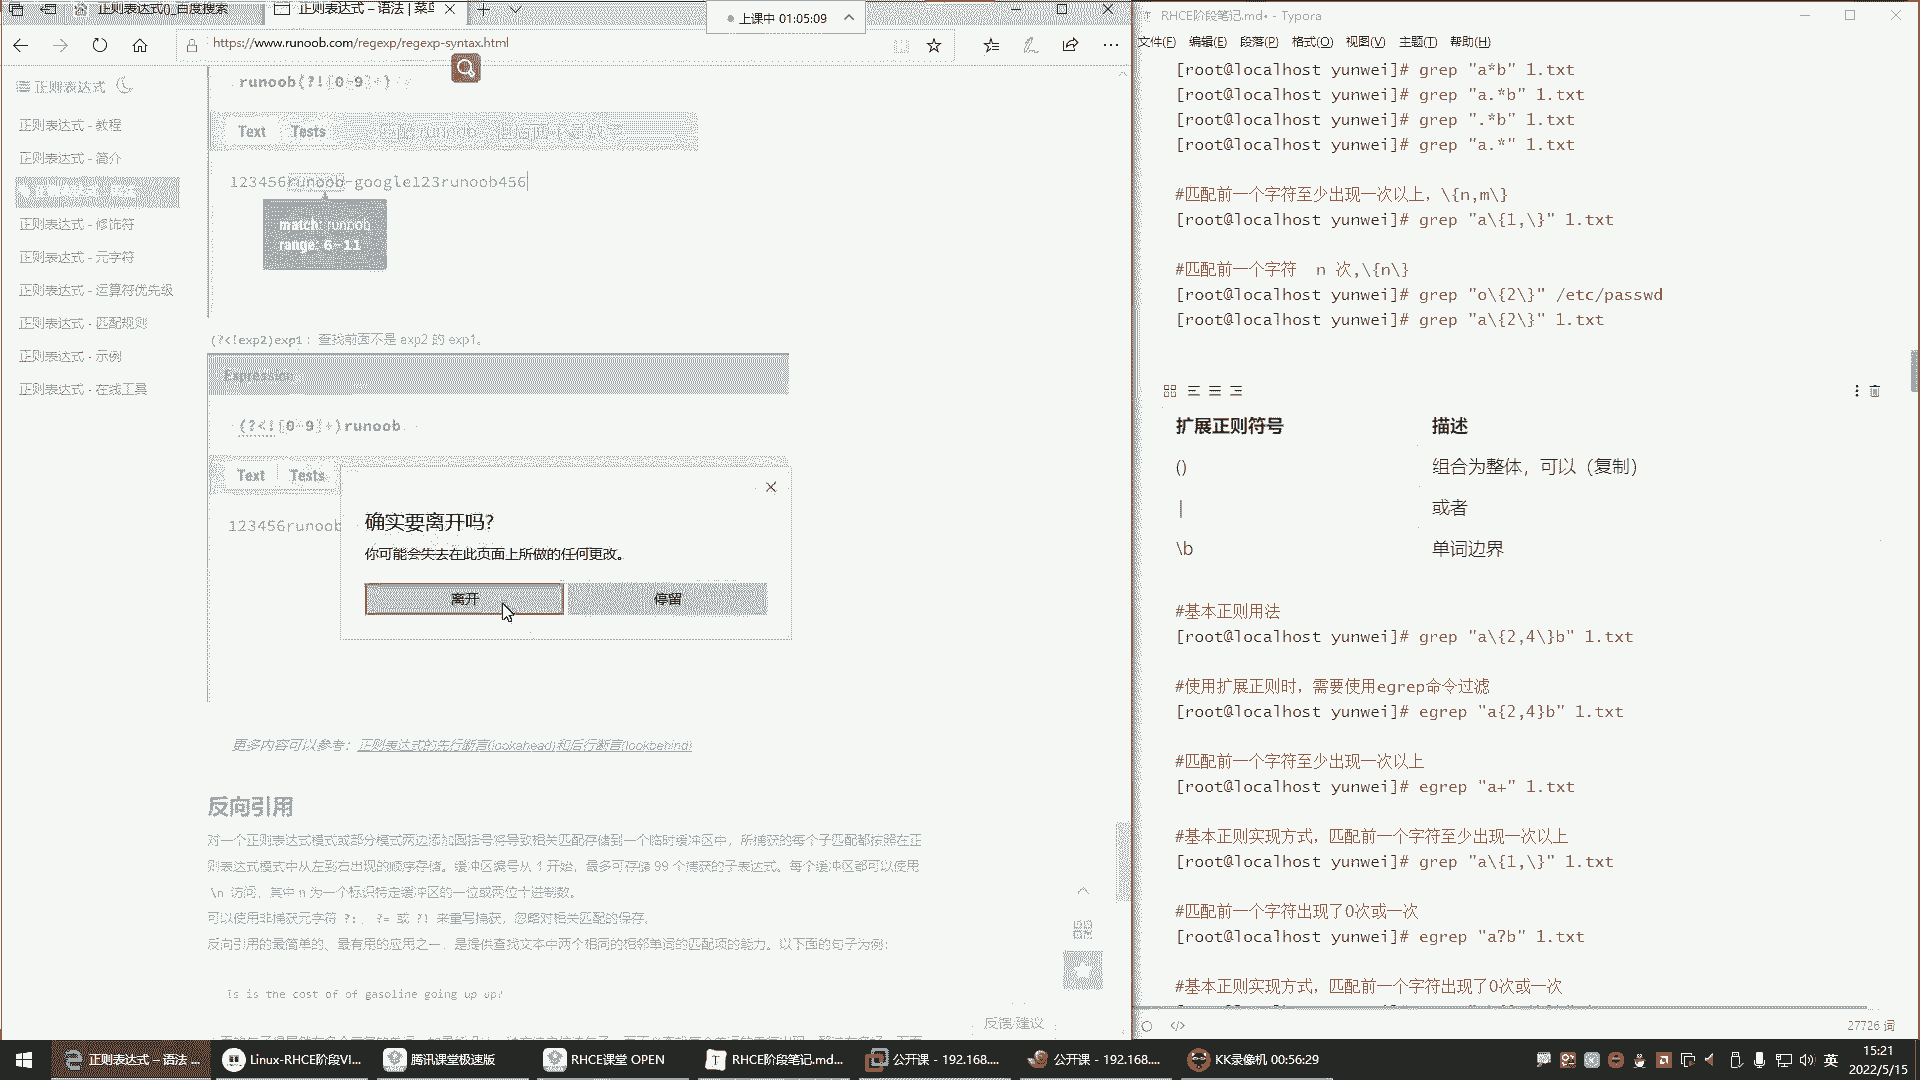 正则表达式()_百度搜索
正则表达式 – 语法 | 菜鸟
上课中 01:05:09
https://www.runoob.com/regexp/regexp-syntax.html
正则表达式
正则表达式 - 教程
正则表达式 - 简介
正则表达式 - 修饰符
正则表达式 - 元字符
正则表达式 - 运算符优先级
正则表达式 - 匹配规则
正则表达式 - 示例
正则表达式 - 在线工具
runoob(?![0-9]+)
Text
Tests
123456runoob-google123runoob456
match: runoob
range: 6-11
(?<!exp2)exp1：查找前面不是 exp2 的 exp1。
Expression
(?<![0-9]+)runoob
Text
Tests
123456runoob
确实要离开吗?
你可能会失去在此页面上所做的任何更改。
离开
停留
更多内容可以参考：正则表达式的先行断言(lookahead)和后行断言(lookbehind)
反向引用
对一个正则表达式模式或部分模式两边添加圆括号将导致相关匹配存储到一个临时缓冲区中，所捕获的每个子匹配都按照在正
则表达式模式中从左到右出现的顺序存储。缓冲区编号从 1 开始，最多可存储 99 个捕获的子表达式。每个缓冲区都可以使用
\n 访问，其中 n 为一个标识特定缓冲区的一位或两位十进制数。
可以使用非捕获元字符 ?:、?= 或 ?! 来重写捕获，忽略对相关匹配的保存。
反向引用的最简单的、最有用的应用之一，是提供查找文本中两个相同的相邻单词的匹配项的能力。以下面的句子为例：
Is is the cost of of gasoline going up up?
反馈/建议
RHCE阶段笔记.md• - Typora
文件(F) 编辑(E) 段落(P) 格式(O) 视图(V) 主题(T) 帮助(H)
[root@localhost yunwei]# grep "a*b" 1.txt
[root@localhost yunwei]# grep "a.*b" 1.txt
[root@localhost yunwei]# grep ".*b" 1.txt
[root@localhost yunwei]# grep "a.*" 1.txt
#匹配前一个字符至少出现一次以上，\{n,m\}
[root@localhost yunwei]# grep "a\{1,\}" 1.txt
#匹配前一个字符 n 次,\{n\}
[root@localhost yunwei]# grep "o\{2\}" /etc/passwd
[root@localhost yunwei]# grep "a\{2\}" 1.txt
扩展正则符号 描述
() 组合为整体，可以（复制）
| 或者
\b 单词边界
#基本正则用法
[root@localhost yunwei]# grep "a\{2,4\}b" 1.txt
#使用扩展正则时，需要使用egrep命令过滤
[root@localhost yunwei]# egrep "a{2,4}b" 1.txt
#匹配前一个字符至少出现一次以上
[root@localhost yunwei]# egrep "a+" 1.txt
#基本正则实现方式，匹配前一个字符至少出现一次以上
[root@localhost yunwei]# grep "a\{1,\}" 1.txt
#匹配前一个字符出现了0次或一次
[root@localhost yunwei]# egrep "a?b" 1.txt
#基本正则实现方式，匹配前一个字符出现了0次或一次
27726 词
正则表达式 – 语法 ...
Linux-RHCE阶段VI...
腾讯课堂极速版
RHCE课堂 OPEN
RHCE阶段笔记.md...
公开课 - 192.168....
公开课 - 192.168....
KK录像机 00:56:29
英
15:21
2022/5/15